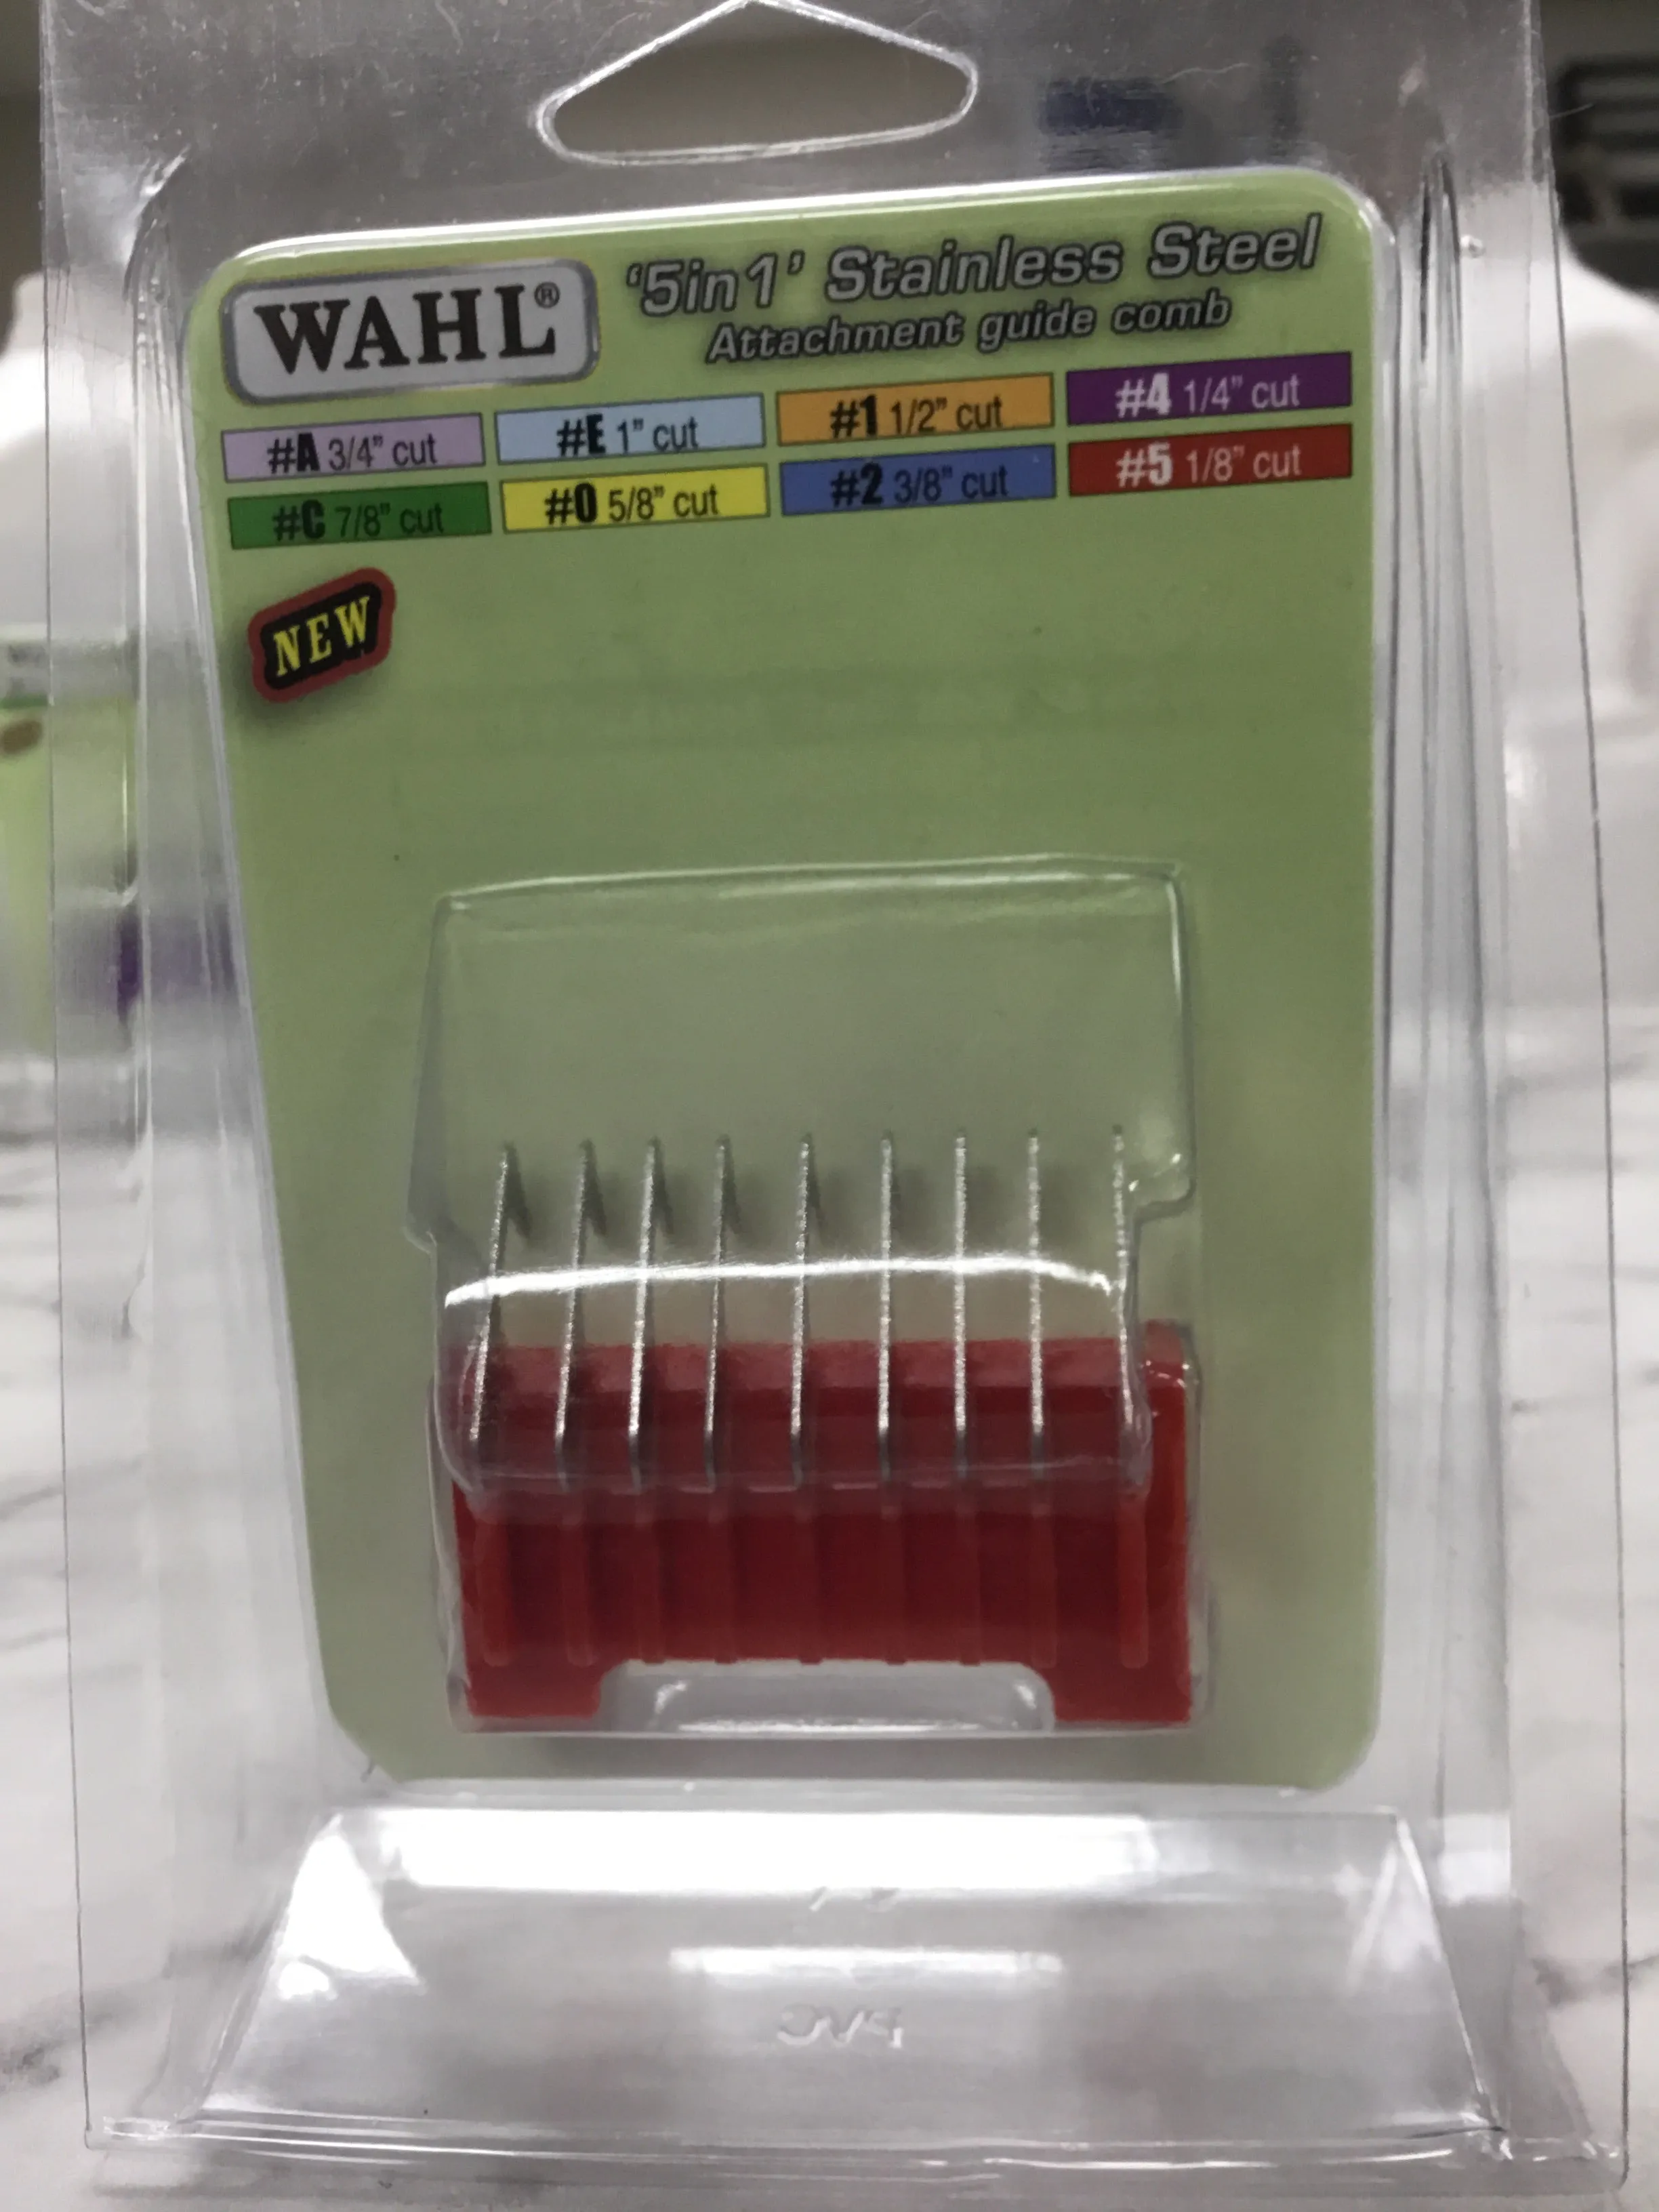 WAHL®
'5in1' Stainless Steel
Attachment guide comb
#A 3/4" cut
#E 1" cut
#1 1/2" cut
#4 1/4" cut
#C 7/8" cut
#0 5/8" cut
#2 3/8" cut
#5 1/8" cut
NEW
PVC